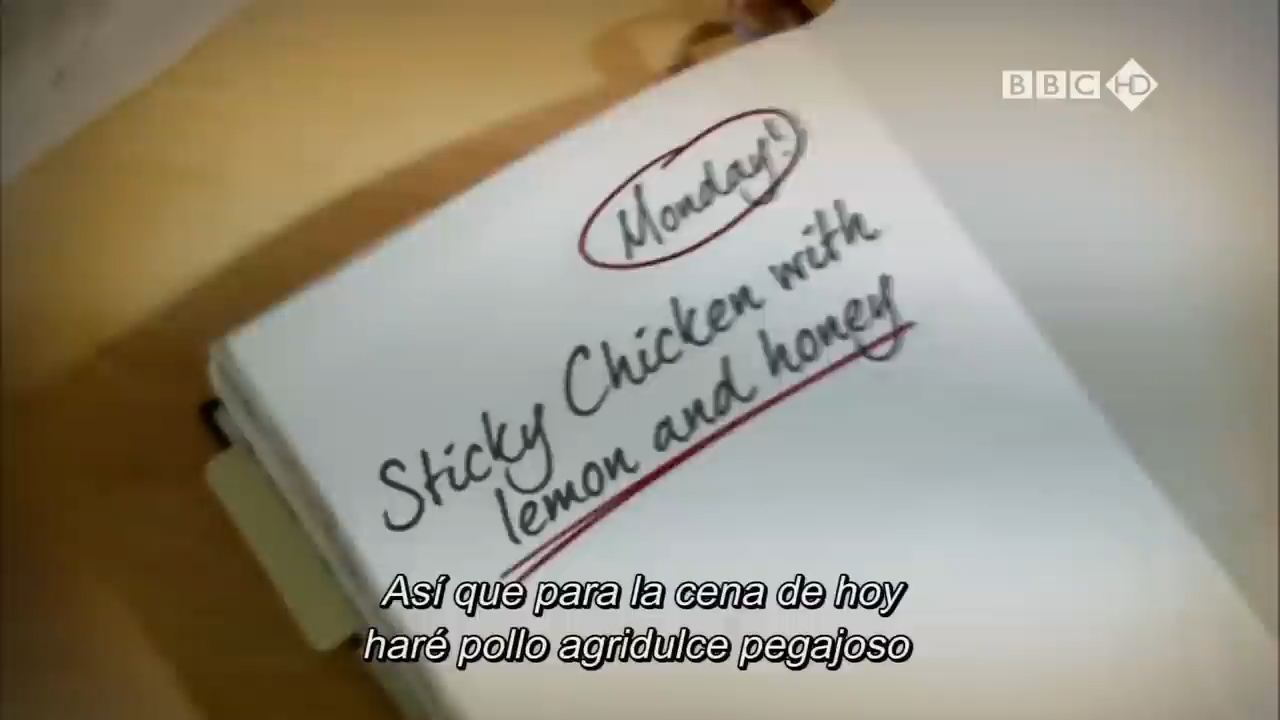 BBC HD
Monday!
Sticky Chicken with
lemon and honey
Así que para la cena de hoy
haré pollo agridulce pegajoso